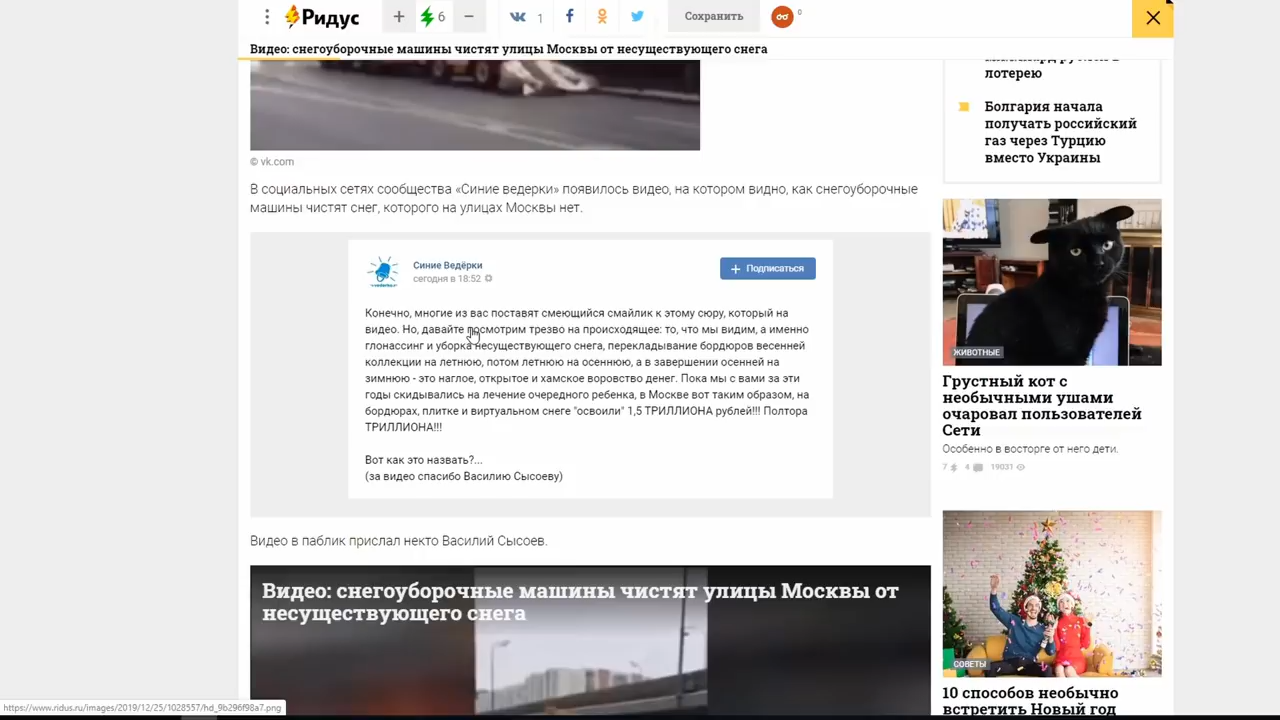 Ридус
6
1
Сохранить
0
Видео: снегоуборочные машины чистят улицы Москвы от несуществующего снега
© vk.com
В социальных сетях сообщества «Синие ведерки» появилось видео, на котором видно, как снегоуборочные
машины чистят снег, которого на улицах Москвы нет.
Синие Ведёрки
сегодня в 18:52
Подписаться
Конечно, многие из вас поставят смеющийся смайлик к этому сюру, который на
видео. Но, давайте посмотрим трезво на происходящее: то, что мы видим, а именно
глонассинг и уборка несуществующего снега, перекладывание бордюров весенней
коллекции на летнюю, потом летнюю на осеннюю, а в завершении осенней на
зимнюю - это наглое, открытое и хамское воровство денег. Пока мы с вами за эти
годы скидывались на лечение очередного ребенка, в Москве вот таким образом, на
бордюрах, плитке и виртуальном снеге "освоили" 1,5 ТРИЛЛИОНА рублей!!! Полтора
ТРИЛЛИОНА!!!
Вот как это назвать?...
(за видео спасибо Василию Сысоеву)
Видео в паблик прислал некто Василий Сысоев.
Видео: снегоуборочные машины чистят улицы Москвы от
несуществующего снега
лотерею
Болгария начала
получать российский
газ через Турцию
вместо Украины
ЖИВОТНЫЕ
Грустный кот с
необычными ушами
очаровал пользователей
Сети
Особенно в восторге от него дети.
7 4 19031
СОВЕТЫ
10 способов необычно
встретить Новый год
https://www.ridus.ru/images/2019/12/25/1028557/hd_9b296f98a7.png